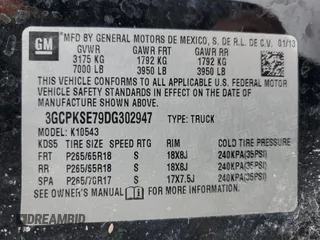 GM
MFD BY GENERAL MOTORS DE MEXICO, S. DE R.L. DE C.V. 01/13
GVWR GAWR FRT GAWR RR
3175 KG 1792 KG 1792 KG
7000 LB 3950 LB 3950 LB
THIS VEHICLE CONFORMS TO ALL APPLICABLE U.S. FEDERAL MOTOR
VEHICLE SAFETY STANDARDS IN EFFECT ON THE DATE OF
MANUFACTURE SHOWN ABOVE.
3GCPKSE79DG302947 TYPE: TRUCK
MODEL: K10543
KDS5 TIRE SIZE SPEED RTG RIM COLD TIRE PRESSURE
FRT P265/65R18 S 18X8J 240KPA(35PSI)
RR P265/65R18 S 18X8J 240KPA(35PSI)
SPA P265/70R17 S 17X7.5J 240KPA(35PSI)
SEE OWNER'S MANUAL FOR ADDITIONAL INFORMATION.
DREAMBID